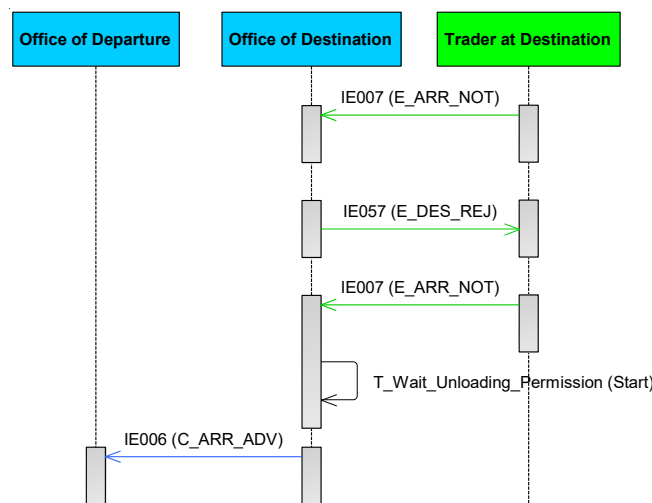 Office of Departure
Office of Destination
Trader at Destination
IE007 (E_ARR_NOT)
IE057 (E_DES_REJ)
IE007 (E_ARR_NOT)
T_Wait_Unloading_Permission (Start)
IE006 (C_ARR_ADV)